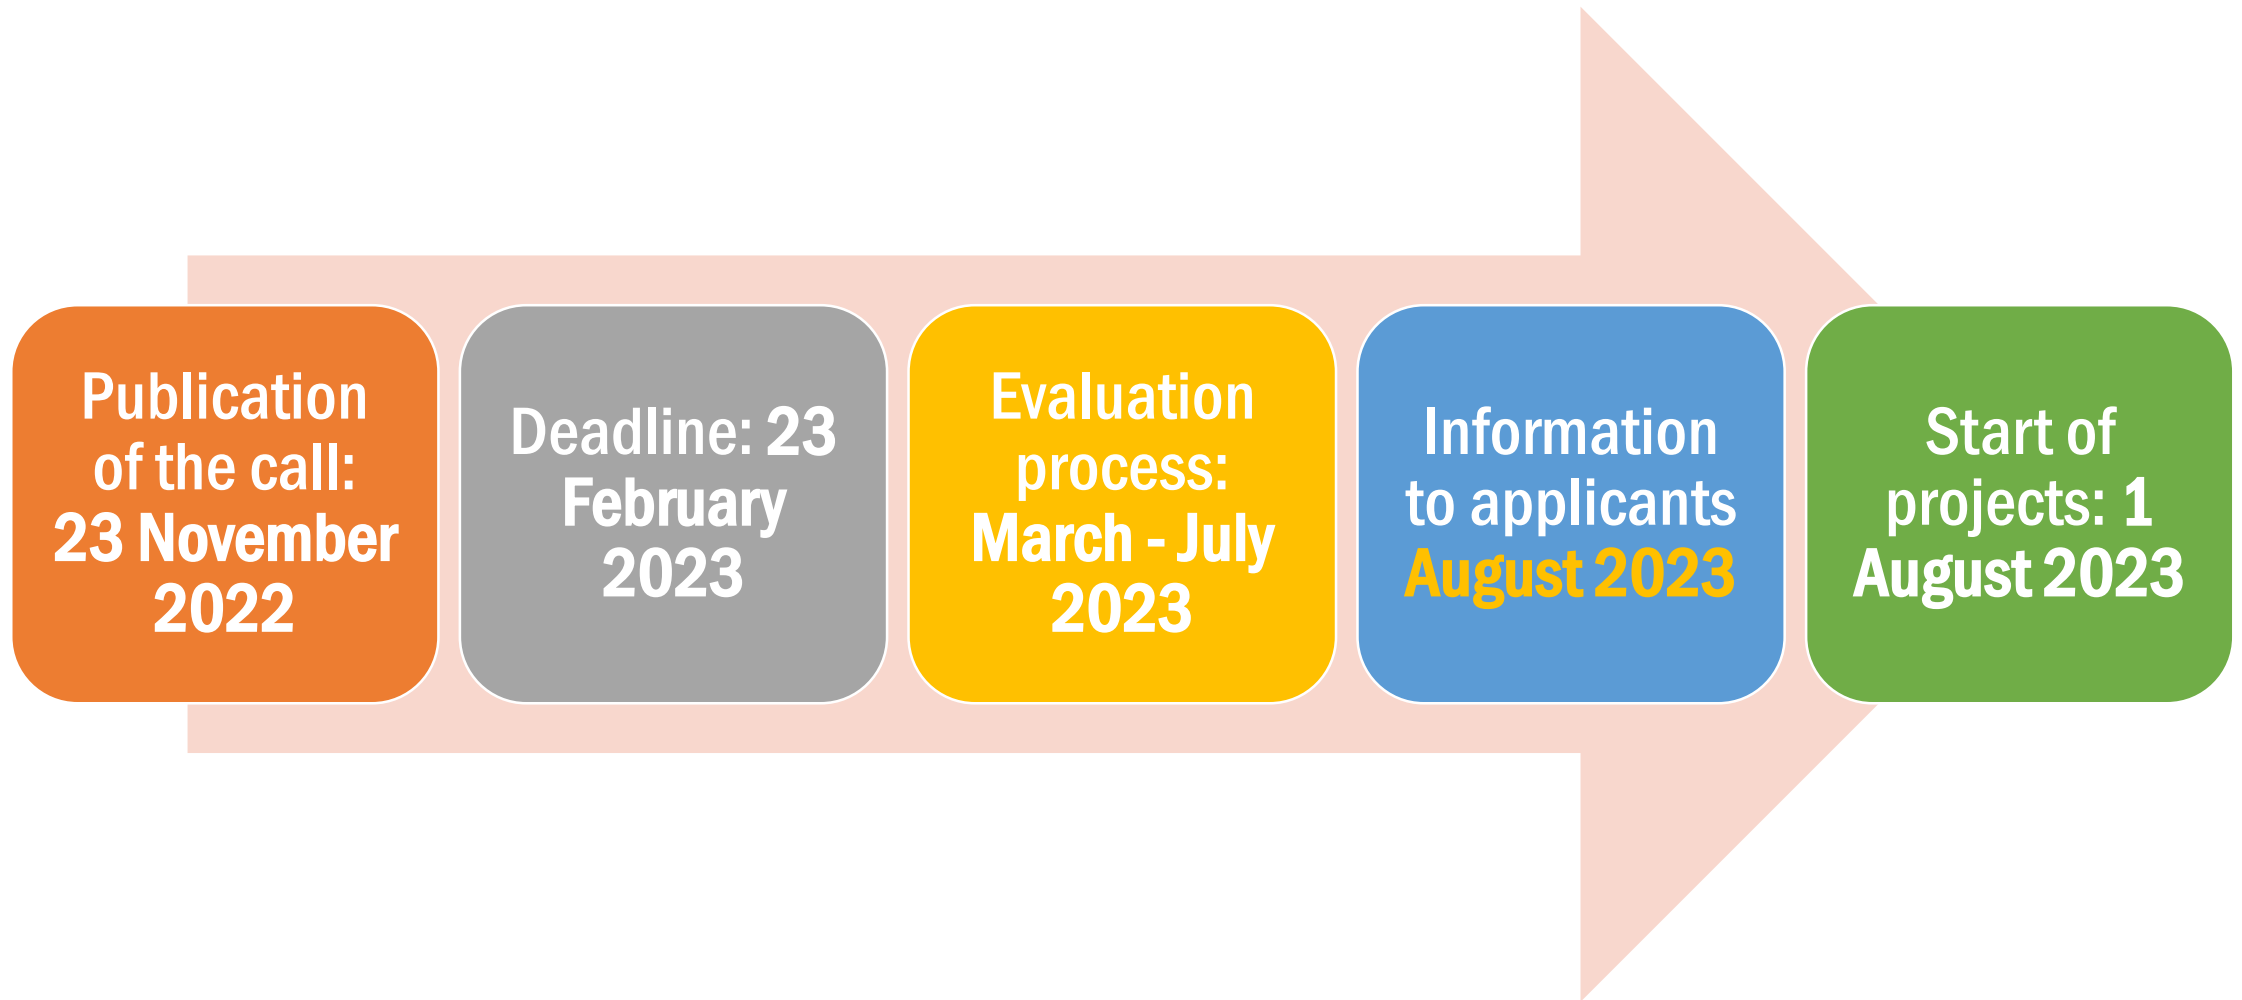 Publication
of the call:
23 November
2022
Deadline: 23
February
2023
Evaluation
process:
March - July
2023
Information
to applicants
August 2023
Start of
projects: 1
August 2023